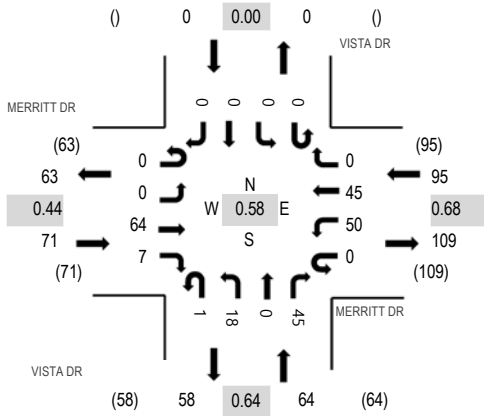 () 0 0.00 0 ()
VISTA DR
MERRITT DR
0 0 0 0
(63) 0 0 (95)
63 0 N 45 95
0.44 W 0.58 E 50 0.68
64
71 7 S 0 109
(71) (109)
1 18 0 45
MERRITT DR
VISTA DR
(58) 58 0.64 64 (64)